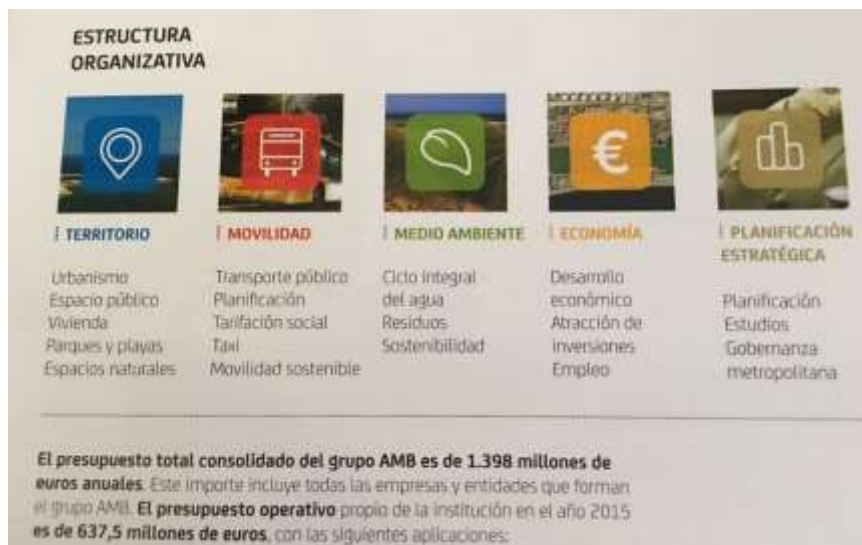 ESTRUCTURA
ORGANIZATIVA
TERRITORIO
Urbanismo
Espacio público
Vivienda
Parques y playas
Espacios naturales
MOVILIDAD
Transporte público
Planificación
Tarifación social
Taxi
Movilidad sostenible
MEDIO AMBIENTE
Ciclo integral
del agua
Residuos
Sostenibilidad
€
ECONOMÍA
Desarrollo
económico
Atracción de
inversiones
Empleo
PLANIFICACIÓN
ESTRATÉGICA
Planificación
Estudios
Gobernanza
metropolitana
El presupuesto total consolidado del grupo AMB es de 1.398 millones de
euros anuales. Este importe incluye todas las empresas y entidades que forman
el grupo AMB. El presupuesto operativo propio de la institución en el año 2015
es de 637,5 millones de euros, con las siguientes aplicaciones: